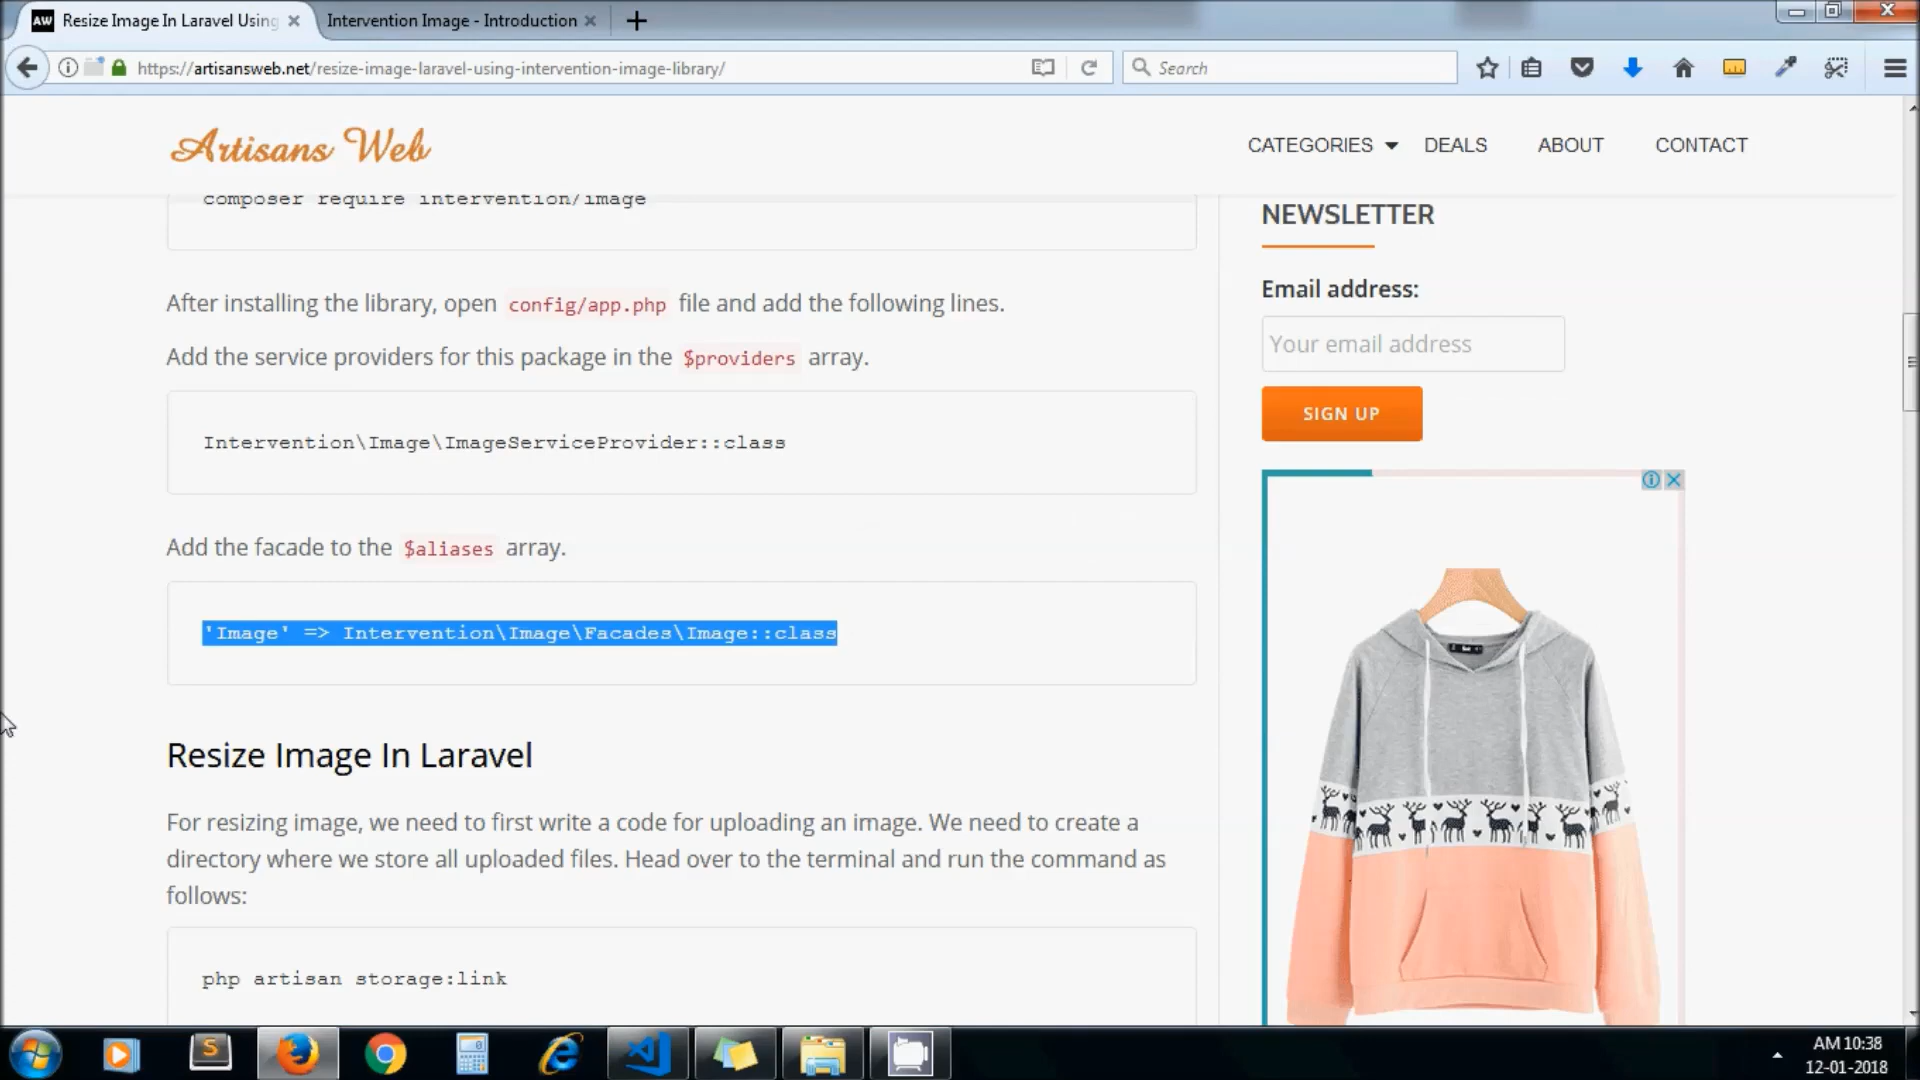 AW Resize Image In Laravel Using
Intervention Image - Introduction
https://artisansweb.net/resize-image-laravel-using-intervention-image-library/
Search
Artisans Web
CATEGORIES
DEALS
ABOUT
CONTACT
composer require intervention/image
After installing the library, open config/app.php file and add the following lines.
Add the service providers for this package in the $providers array.
Intervention\Image\ImageServiceProvider::class
Add the facade to the $aliases array.
'Image' => Intervention\Image\Facades\Image::class
Resize Image In Laravel
For resizing image, we need to first write a code for uploading an image. We need to create a
directory where we store all uploaded files. Head over to the terminal and run the command as
follows:
php artisan storage:link
NEWSLETTER
Email address:
Your email address
SIGN UP
AM 10:38
12-01-2018